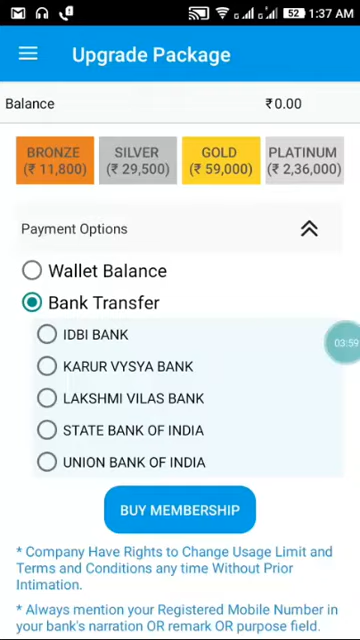 52 1:37 AM
Upgrade Package
Balance ₹0.00
BRONZE SILVER GOLD PLATINUM
(₹ 11,800) (₹ 29,500) (₹ 59,000) (₹ 2,36,000)
Payment Options
Wallet Balance
Bank Transfer
IDBI BANK
03:59
KARUR VYSYA BANK
LAKSHMI VILAS BANK
STATE BANK OF INDIA
UNION BANK OF INDIA
BUY MEMBERSHIP
* Company Have Rights to Change Usage Limit and
Terms and Conditions any time Without Prior
Intimation.
* Always mention your Registered Mobile Number in
your bank's narration OR remark OR purpose field.